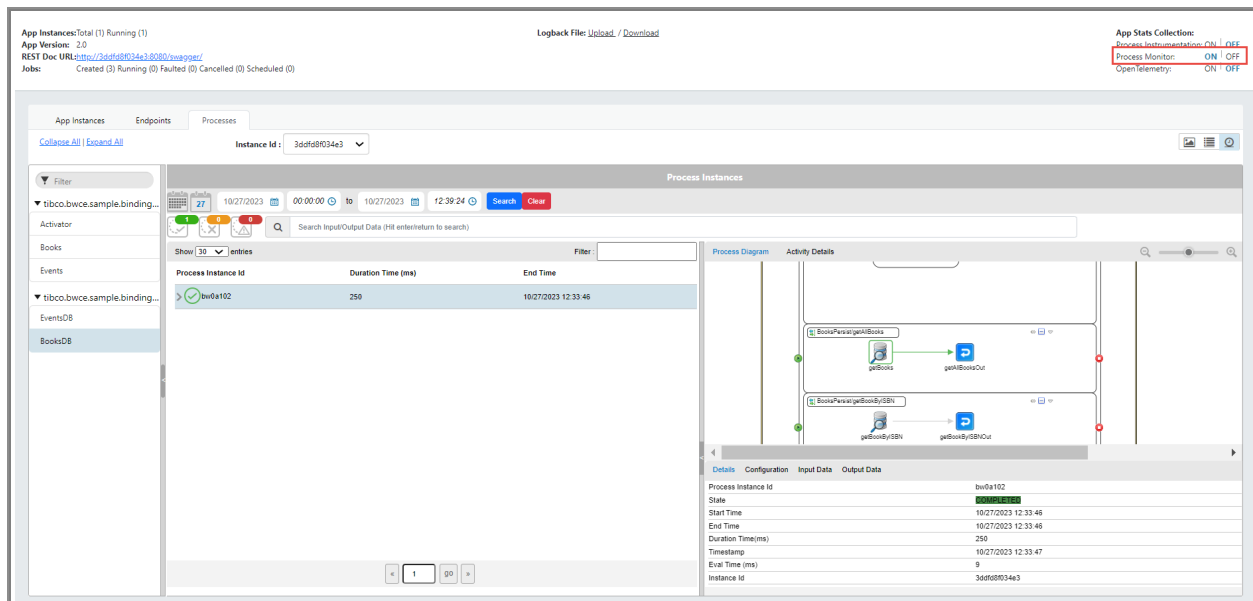 App Instances:Total (1) Running (1)
App Version: 2.0
REST Doc URL:http://3ddfd8f034e3:8080/swagger/
Jobs: Created (3) Running (0) Faulted (0) Cancelled (0) Scheduled (0)
Logback File: Upload / Download
App Stats Collection:
Process Instrumentation: ON OFF
Process Monitor: ON OFF
OpenTelemetry: ON OFF
App Instances Endpoints Processes
Collapse All | Expand All
Instance Id : 3ddfd8f034e3
Filter
tibco.bwce.sample.binding...
Activator
Books
Events
tibco.bwce.sample.binding...
EventsDB
BooksDB
Process Instances
27 10/27/2023 00:00:00 to 10/27/2023 12:39:24 Search Clear
1 0 0 Search Input/Output Data (Hit enter/return to search)
Show 30 entries Filter :
Process Instance Id Duration Time (ms) End Time
bw0a102 250 10/27/2023 12:33:46
« 1 go »
Process Diagram Activity Details
BooksPersist/getAllBooks
getBooks getAllBooksOut
BooksPersist/getBookByISBN
getBookByISBN getBookByISBNOut
Details Configuration Input Data Output Data
Process Instance Id bw0a102
State COMPLETED
Start Time 10/27/2023 12:33:46
End Time 10/27/2023 12:33:46
Duration Time(ms) 250
Timestamp 10/27/2023 12:33:47
Eval Time (ms) 9
Instance Id 3ddfd8f034e3